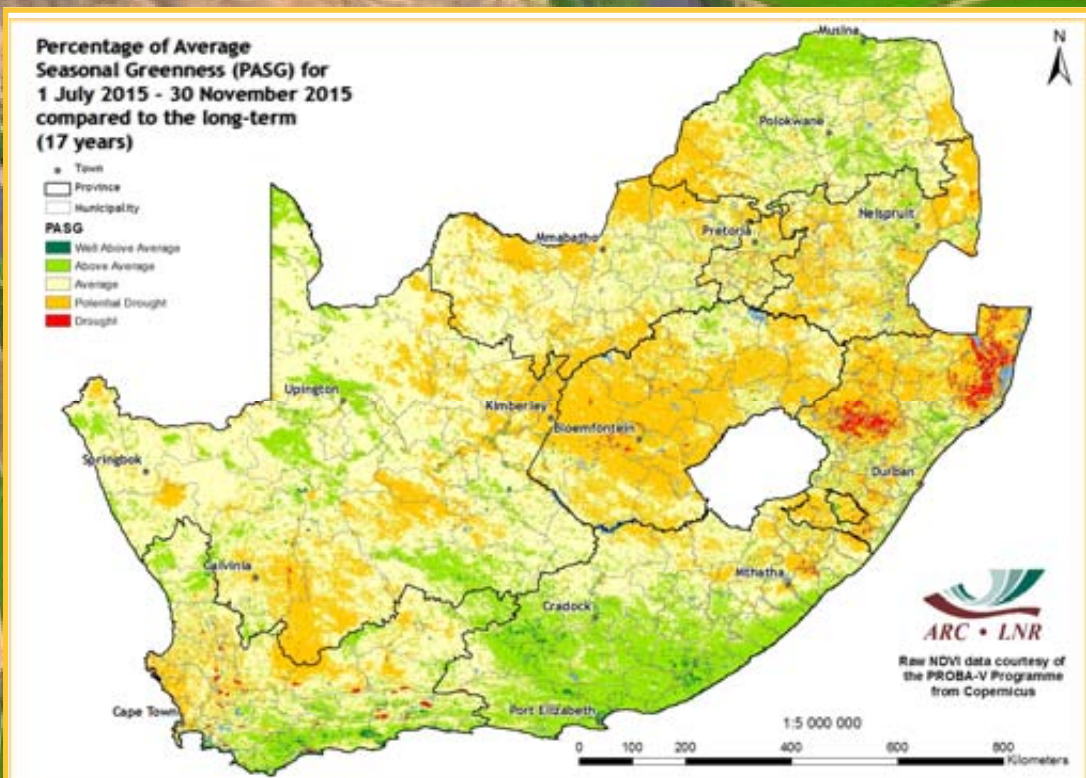 Percentage of Average
Seasonal Greenness (PASG) for
1 July 2015 - 30 November 2015
compared to the long-term
(17 years)
Town
Province
Municipality
PASG
Well Above Average
Above Average
Average
Potential Drought
Drought
N
Musina
Polokwane
Nelspruit
Pretoria
Mmabatho
Upington
Kimberley
Bloemfontein
Springbok
Durban
Calvinia
Mthatha
Cradock
Cape Town
Port Elizabeth
ARC • LNR
Raw NDVI data courtesy of
the PROBA-V Programme
from Copernicus
1:5 000 000
0 100 200 400 600 800
Kilometers